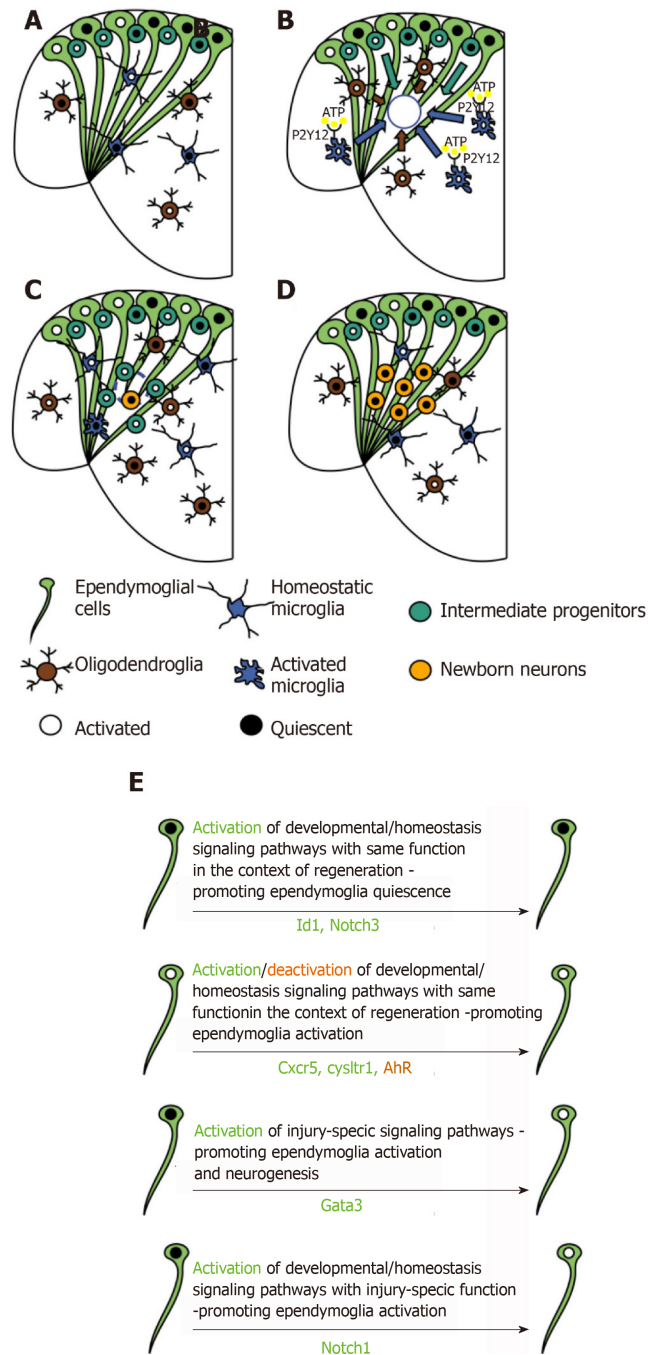 A
B
B
ATP
P2Y12
ATP
P2Y12
ATP
P2Y12
C
D
Ependymoglial
cells
Homeostatic
microglia
Intermediate progenitors
Oligodendroglia
Activated
microglia
Newborn neurons
Activated
Quiescent
E
Activation of developmental/homeostasis
signaling pathways with same function
in the context of regeneration -
promoting ependymoglia quiescence
Id1, Notch3
Activation/deactivation of developmental/
homeostasis signaling pathways with same
functionin the context of regeneration -promoting
ependymoglia activation
Cxcr5, cysltr1, AhR
Activation of injury-specic signaling pathways -
promoting ependymoglia activation
and neurogenesis
Gata3
Activation of developmental/homeostasis
signaling pathways with injury-specic function
-promoting ependymoglia activation
Notch1